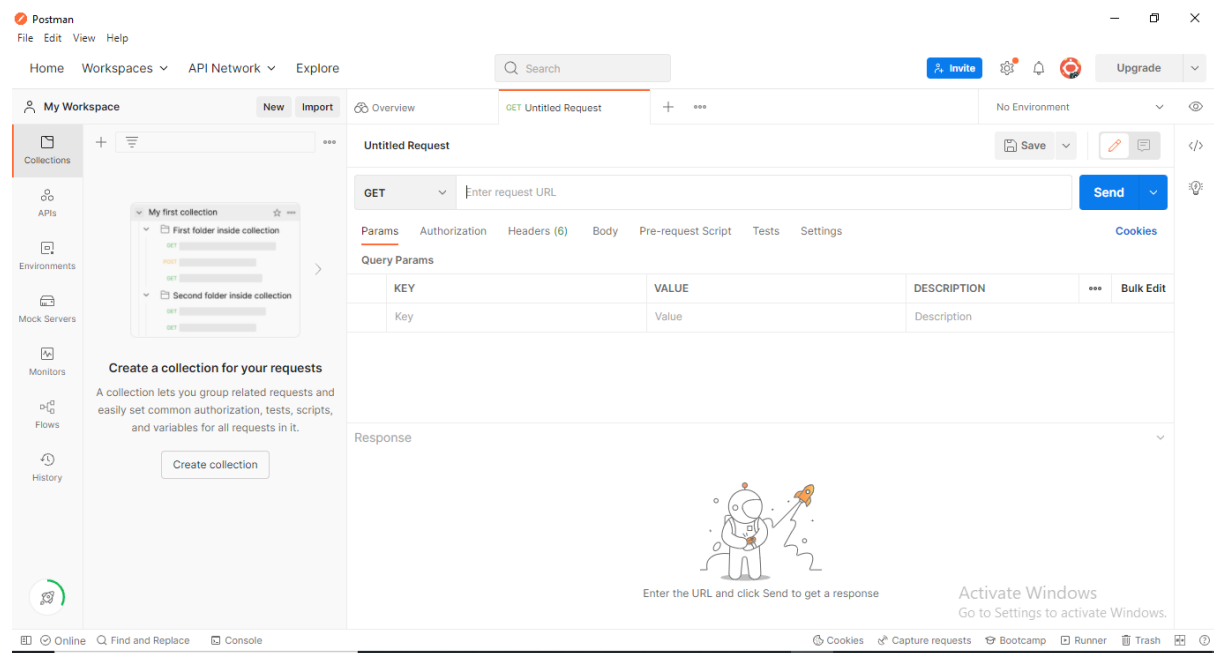 Postman
File Edit View Help
Home Workspaces API Network Explore Search Invite Upgrade
My Workspace New Import Overview GET Untitled Request No Environment
Collections
APIs
Environments
Mock Servers
Monitors
Flows
History
My first collection
First folder inside collection
GET
POST
GET
Second folder inside collection
GET
GET
Create a collection for your requests
A collection lets you group related requests and
easily set common authorization, tests, scripts,
and variables for all requests in it.
Create collection
Untitled Request Save
GET Enter request URL Send
Params Authorization Headers (6) Body Pre-request Script Tests Settings Cookies
Query Params
KEY VALUE DESCRIPTION Bulk Edit
Key Value Description
Response
Enter the URL and click Send to get a response
Activate Windows
Go to Settings to activate Windows.
Online Find and Replace Console Cookies Capture requests Bootcamp Runner Trash